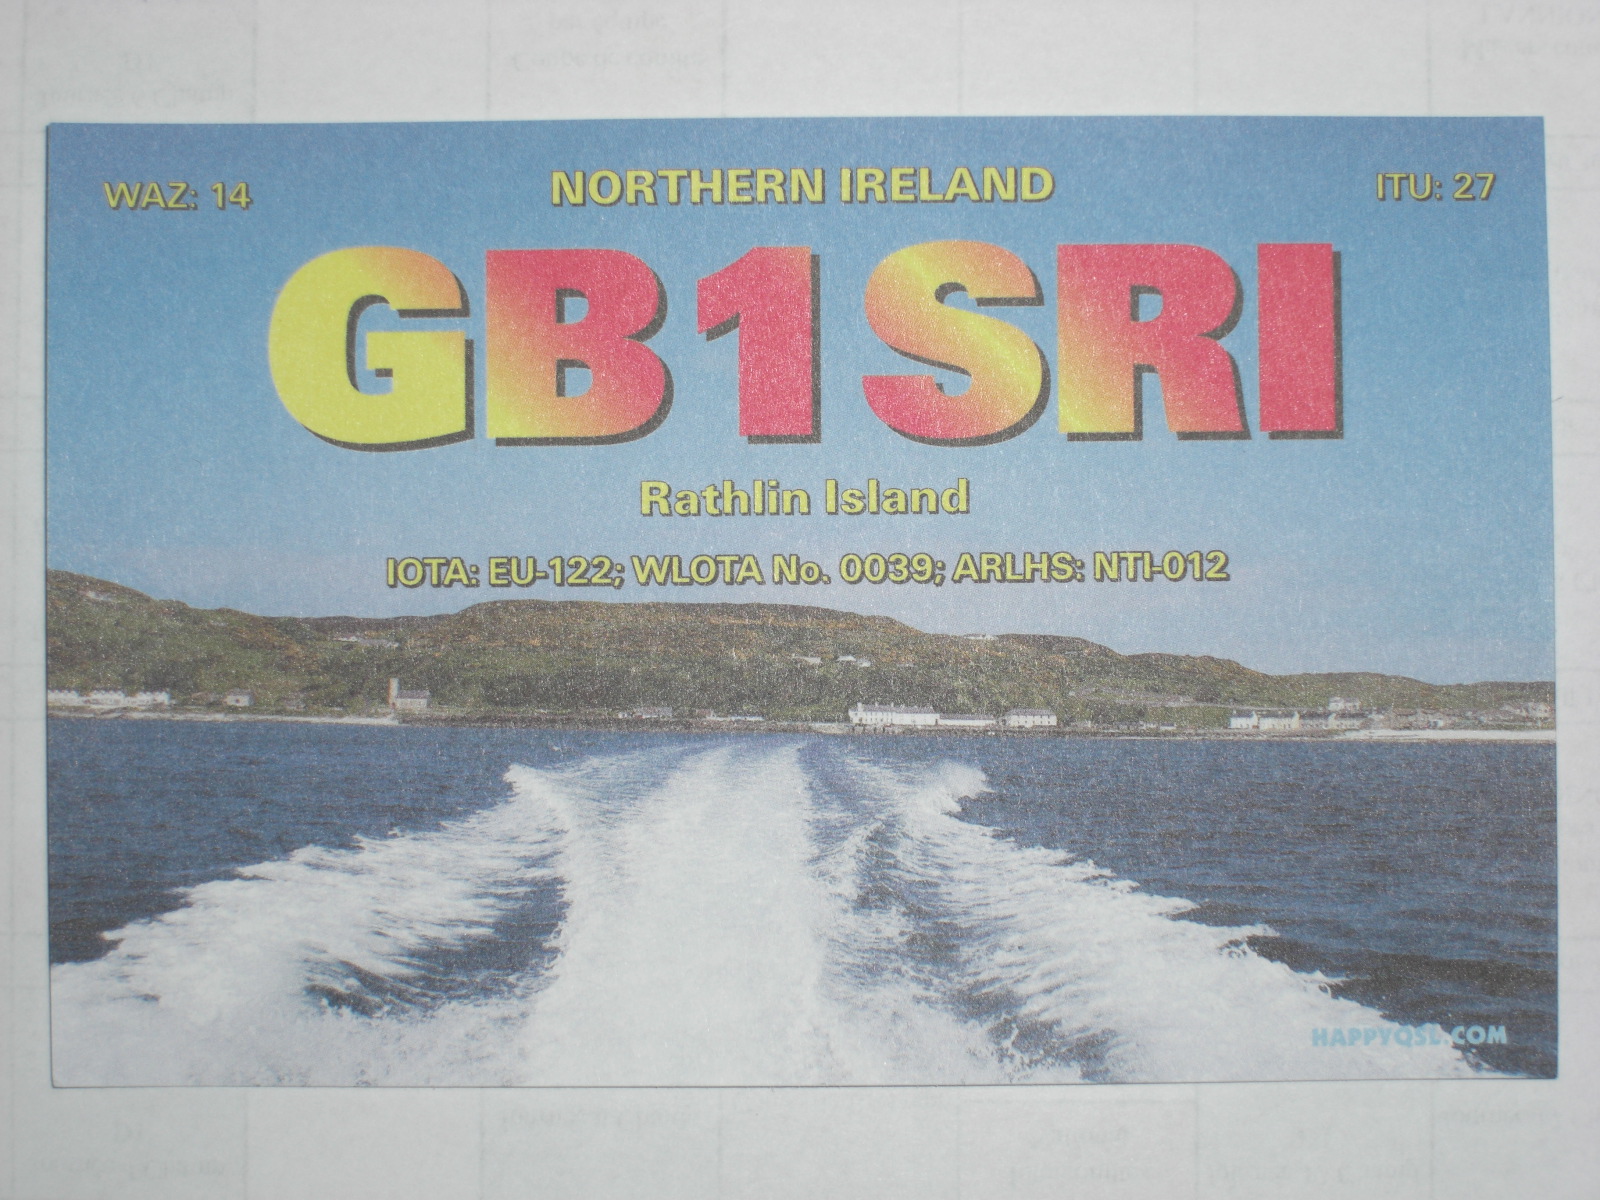 WAZ: 14
NORTHERN IRELAND
ITU: 27
GB1SRI
Rathlin Island
IOTA: EU-122; WLOTA No. 0039; ARLHS: NTI-012
HAPPYQSL.COM